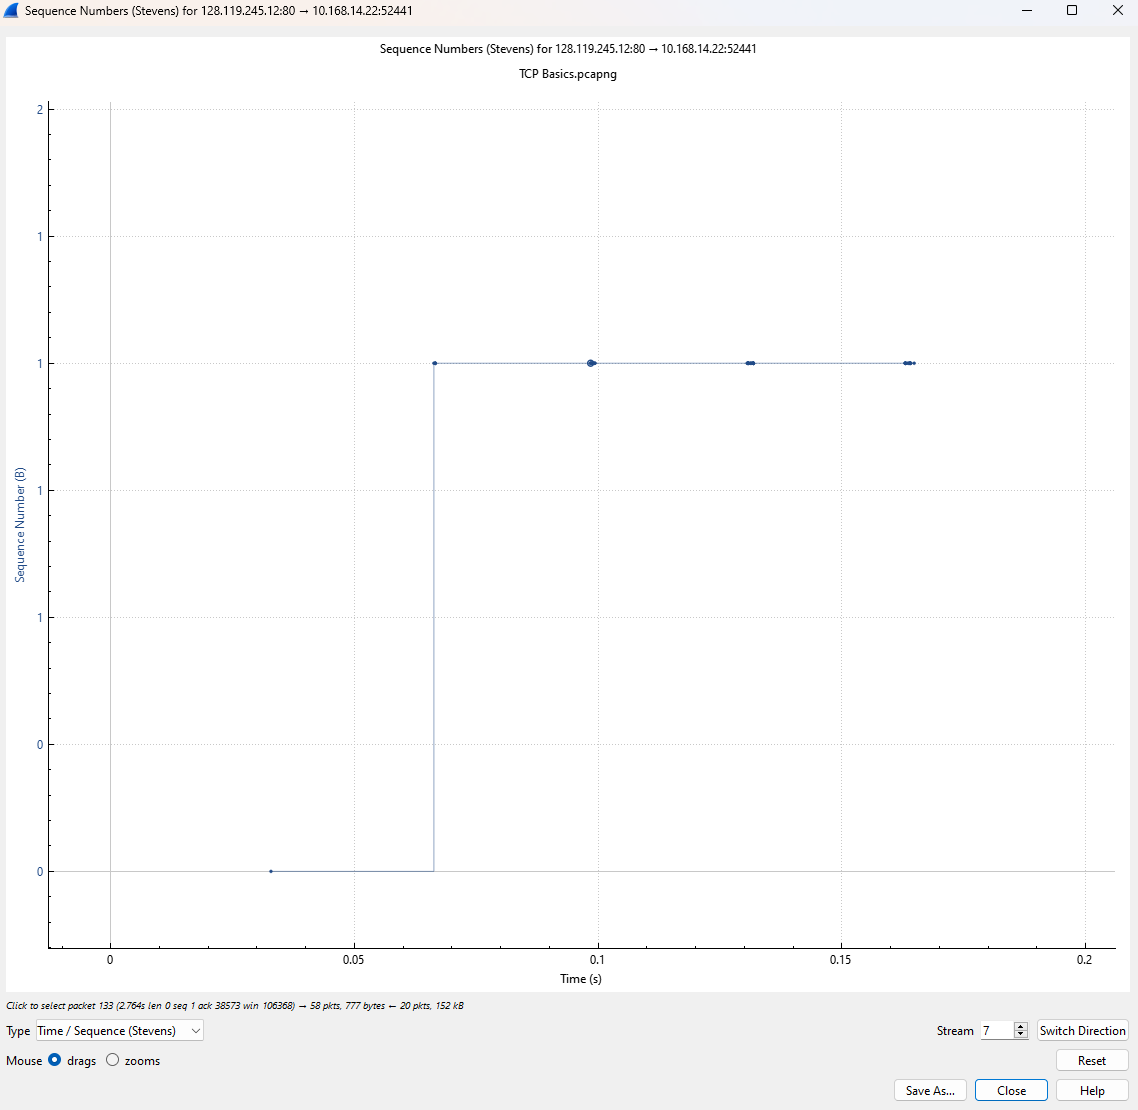 Sequence Numbers (Stevens) for 128.119.245.12:80 → 10.168.14.22:52441
Sequence Numbers (Stevens) for 128.119.245.12:80 → 10.168.14.22:52441
TCP Basics.pcapng
2
1
1
1
1
0
0
Sequence Number (B)
0 0.05 0.1 0.15 0.2
Time (s)
Click to select packet 133 (2.764s len 0 seq 1 ack 38573 win 106368) → 58 pkts, 777 bytes ← 20 pkts, 152 kB
Type Time / Sequence (Stevens) Stream 7 Switch Direction
Mouse drags zooms Reset
Save As... Close Help